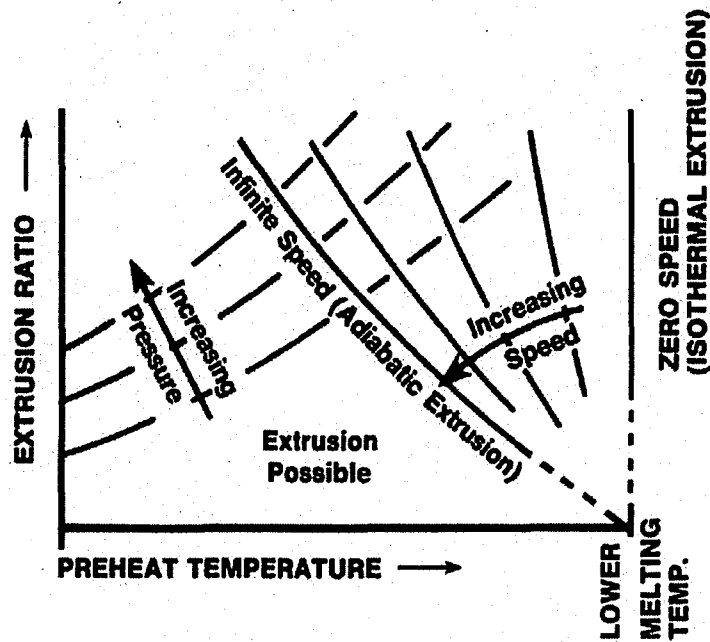 EXTRUSION RATIO
ZERO SPEED
(ISOTHERMAL EXTRUSION)
Infinite Speed (Adiabatic Extrusion)
Increasing
Pressure
Increasing
Speed
Extrusion
Possible
PREHEAT TEMPERATURE
LOWER
MELTING
TEMP.